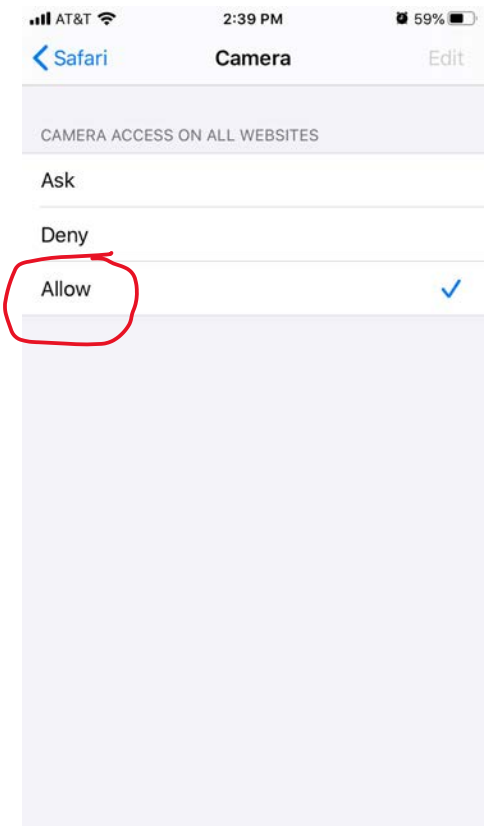 AT&T 2:39 PM 59%
Safari Camera Edit
CAMERA ACCESS ON ALL WEBSITES
Ask
Deny
Allow